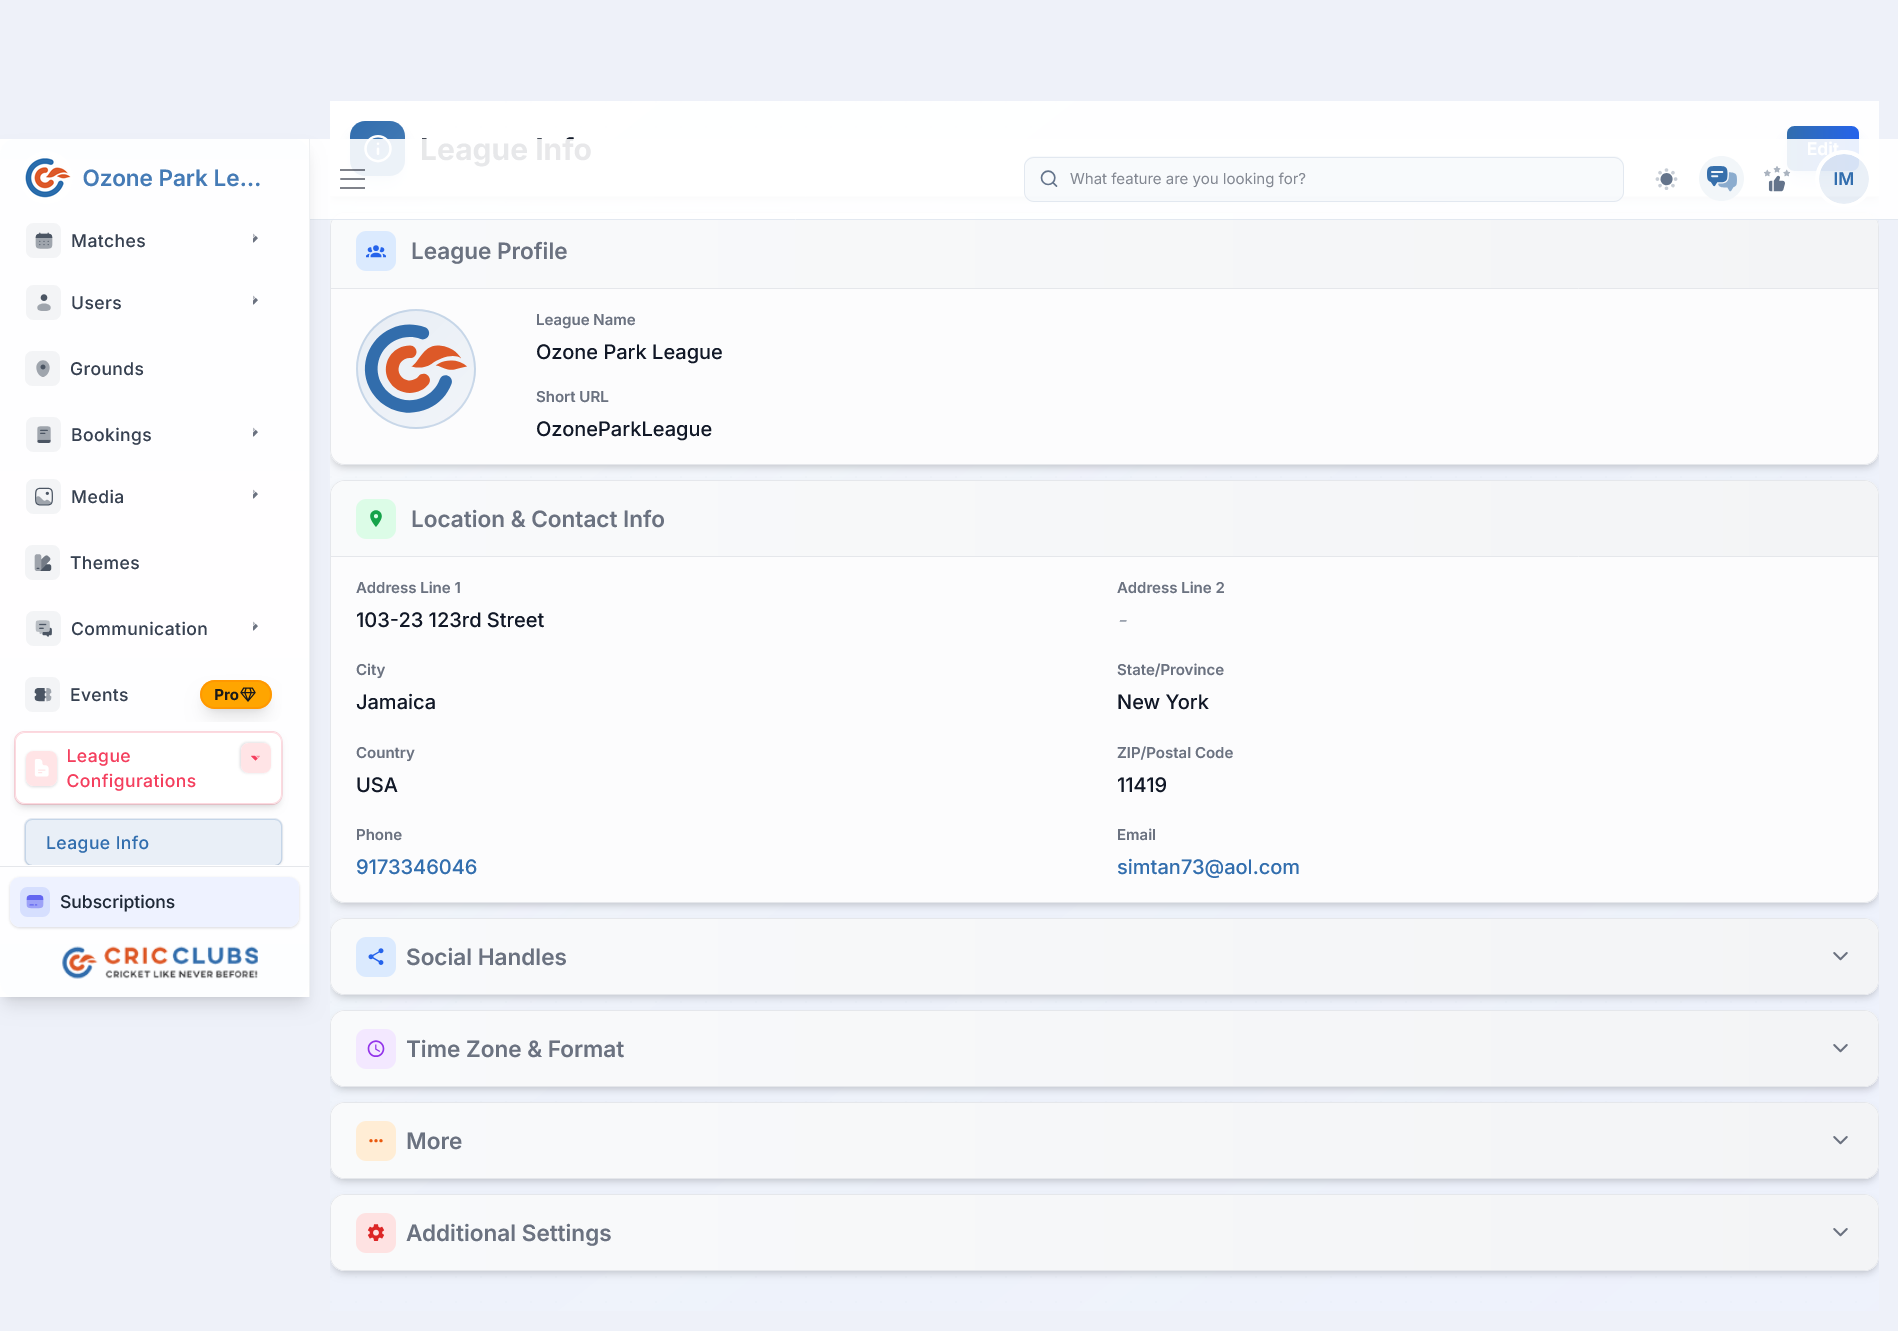 League Info
Edit
Ozone Park Le...
What feature are you looking for?
IM
Matches
Users
Grounds
Bookings
Media
Themes
Communication
Events
Pro
League
Configurations
League Info
Subscriptions
CRICCLUBS
CRICKET LIKE NEVER BEFORE!
League Profile
League Name
Ozone Park League
Short URL
OzoneParkLeague
Location & Contact Info
Address Line 1
103-23 123rd Street
Address Line 2
-
City
Jamaica
State/Province
New York
Country
USA
ZIP/Postal Code
11419
Phone
9173346046
Email
simtan73@aol.com
Social Handles
Time Zone & Format
More
Additional Settings